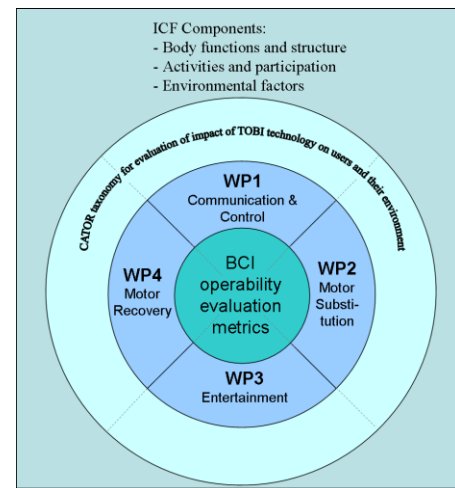 ICF Components:
- Body functions and structure
- Activities and participation
- Environmental factors
CATOR taxonomy for evaluation of impact of TOBI technology on users and their environment
WP1
Communication &
Control
WP4
Motor
Recovery
BCI
operability
evaluation
metrics
WP2
Motor
Substi-
tution
WP3
Entertainment